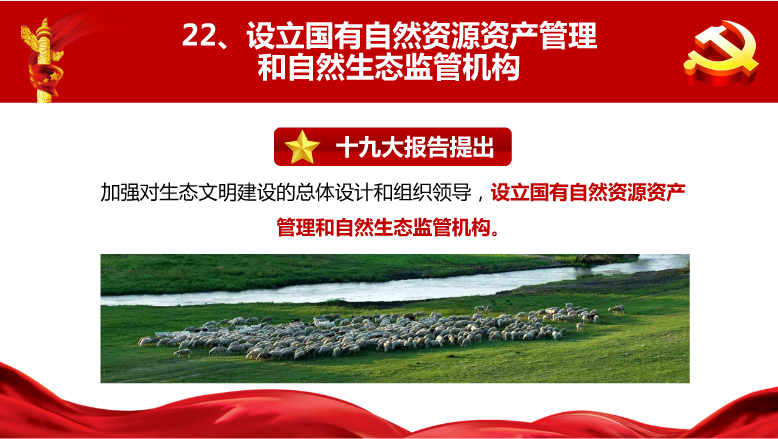 22、设立国有自然资源资产管理
和自然生态监管机构
十九大报告提出
加强对生态文明建设的总体设计和组织领导，设立国有自然资源资产
管理和自然生态监管机构。